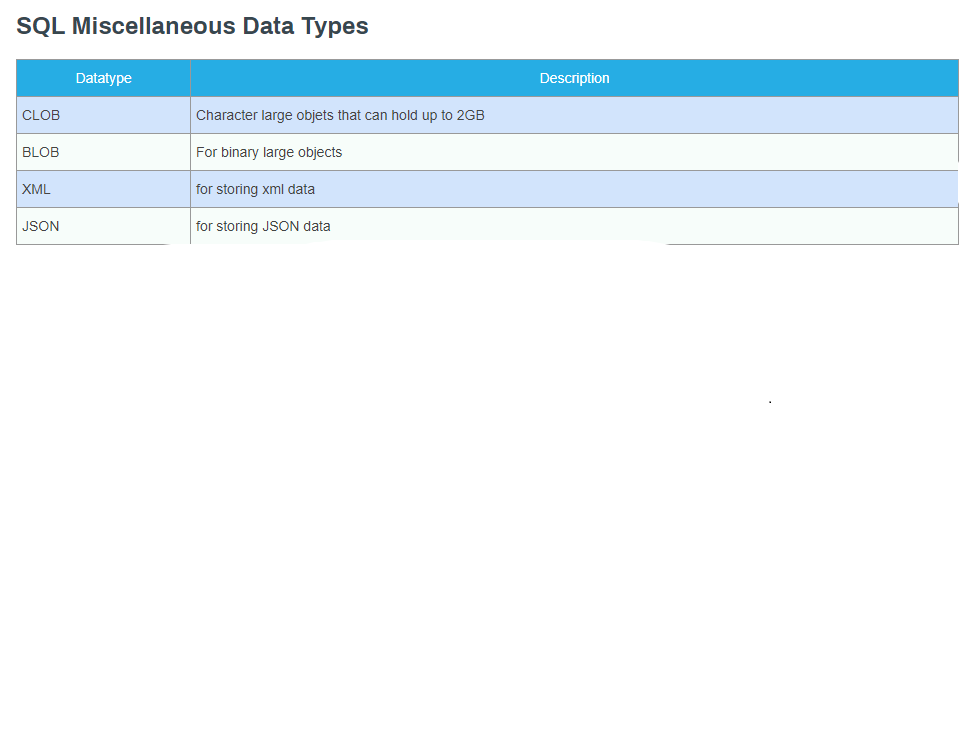 SQL Miscellaneous Data Types
Datatype Description
CLOB Character large objets that can hold up to 2GB
BLOB For binary large objects
XML for storing xml data
JSON for storing JSON data
.